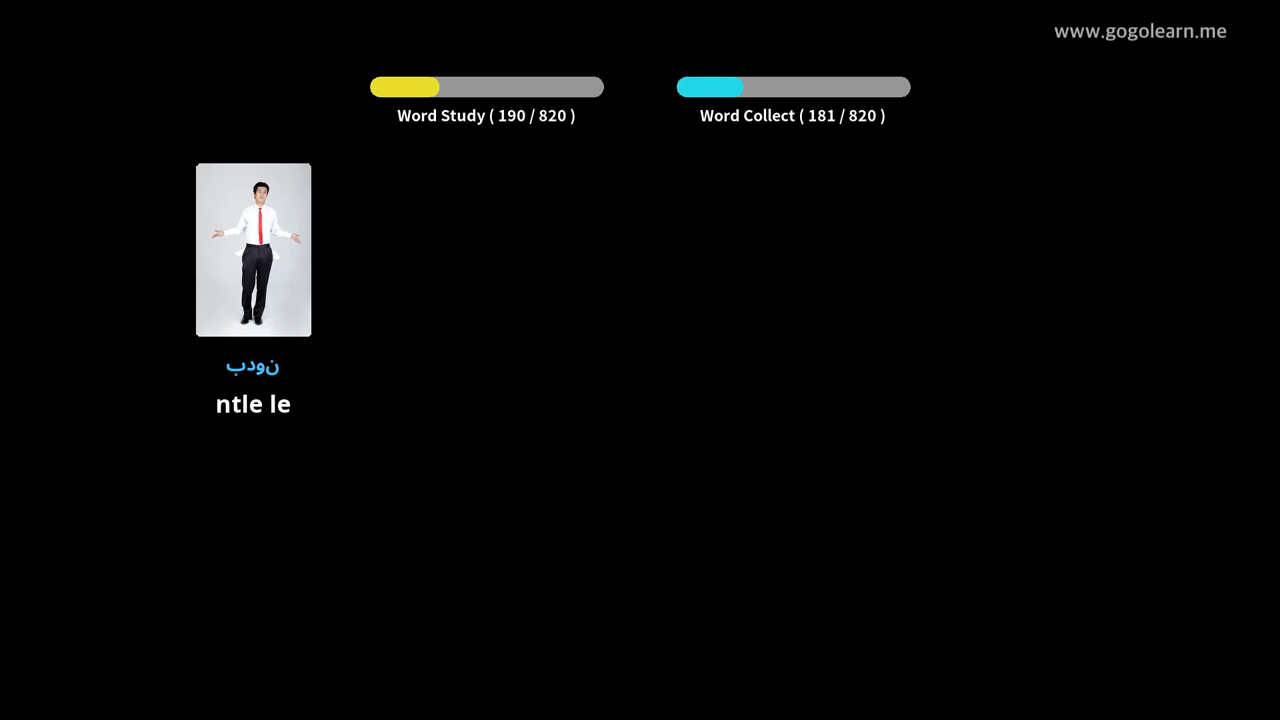 www.gogolearn.me
Word Study ( 190 / 820 )
Word Collect ( 181 / 820 )
بدون
ntle le